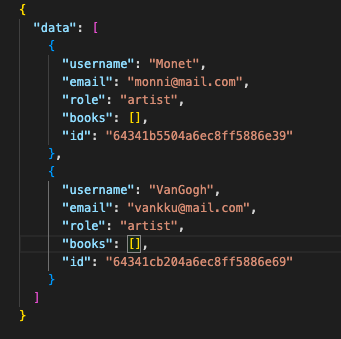 {
  "data": [
    {
      "username": "Monet",
      "email": "monni@mail.com",
      "role": "artist",
      "books": [],
      "id": "64341b5504a6ec8ff5886e39"
    },
    {
      "username": "VanGogh",
      "email": "vankku@mail.com",
      "role": "artist",
      "books": [],
      "id": "64341cb204a6ec8ff5886e69"
    }
  ]
}